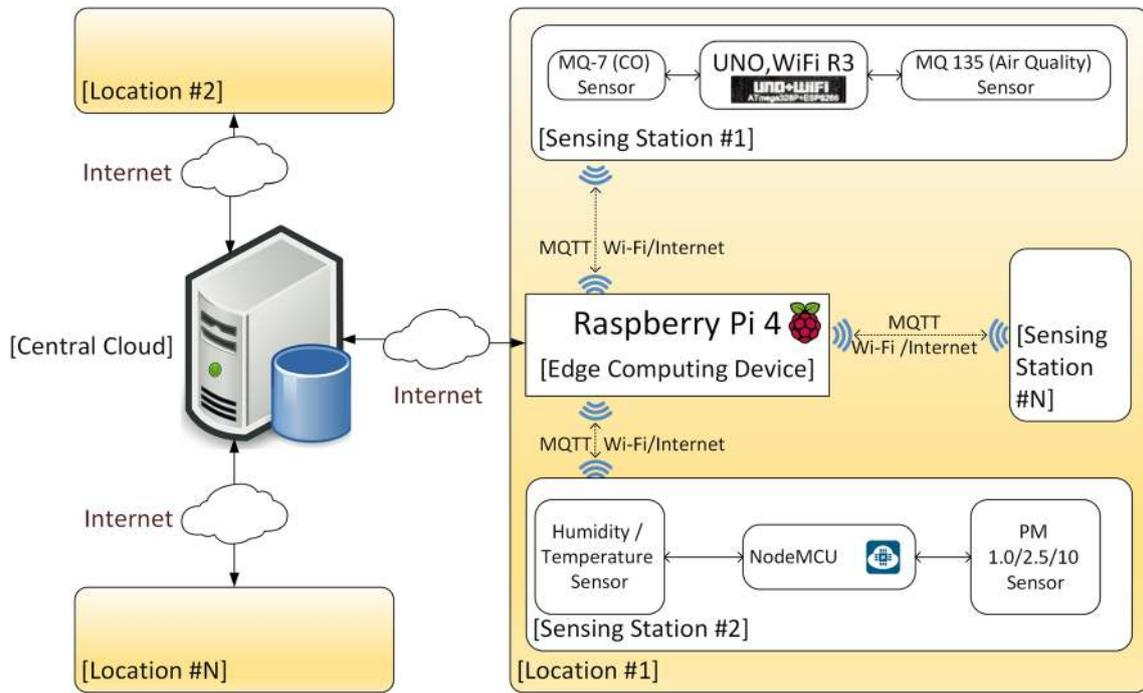 [Location #2]
Internet
[Central Cloud]
Internet
Internet
[Location #N]
MQ-7 (CO)
Sensor
UNO,WiFi R3
UNO+WiFi
ATmega328P+ESP8266
MQ 135 (Air Quality)
Sensor
[Sensing Station #1]
MQTT
Wi-Fi/Internet
Raspberry Pi 4
[Edge Computing Device]
MQTT
Wi-Fi /Internet
[Sensing
Station
#N]
MQTT
Wi-Fi/Internet
Humidity /
Temperature
Sensor
NodeMCU
PM
1.0/2.5/10
Sensor
[Sensing Station #2]
[Location #1]